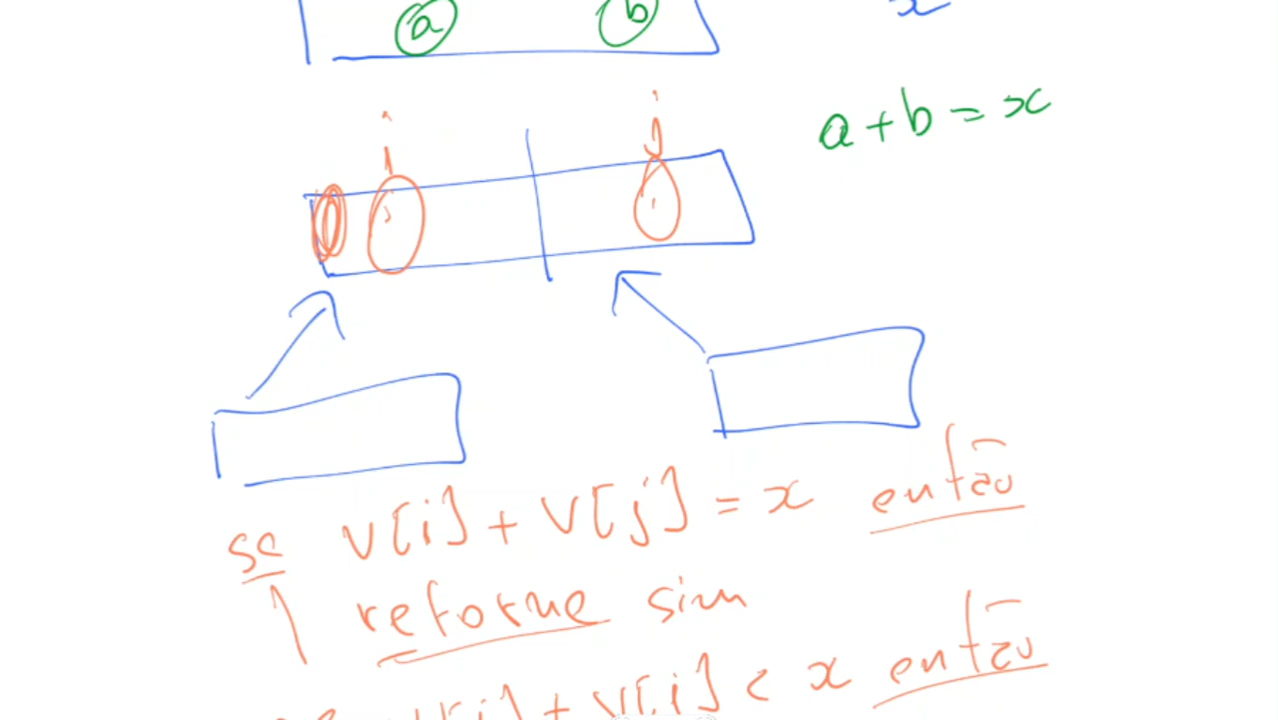 a b x
a + b = x
i j
se v[i] + v[j] = x então
retorne sim
v[i] + v[j] < x então